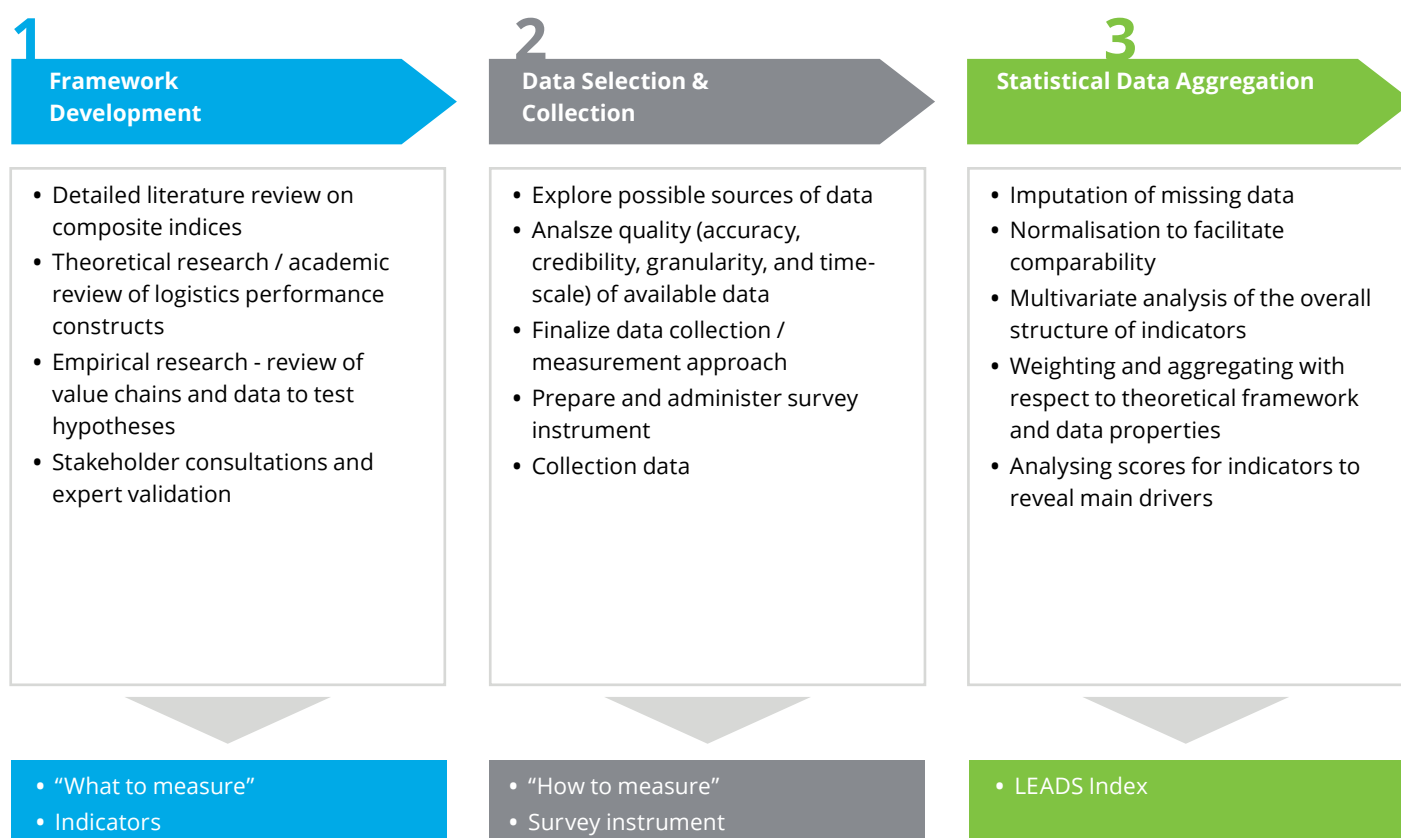 1
Framework
Development
• Detailed literature review on
composite indices
• Theoretical research / academic
review of logistics performance
constructs
• Empirical research - review of
value chains and data to test
hypotheses
• Stakeholder consultations and
expert validation
• “What to measure”
• Indicators
2
Data Selection &
Collection
• Explore possible sources of data
• Analsze quality (accuracy,
credibility, granularity, and time-
scale) of available data
• Finalize data collection /
measurement approach
• Prepare and administer survey
instrument
• Collection data
• “How to measure”
• Survey instrument
3
Statistical Data Aggregation
• Imputation of missing data
• Normalisation to facilitate
comparability
• Multivariate analysis of the overall
structure of indicators
• Weighting and aggregating with
respect to theoretical framework
and data properties
• Analysing scores for indicators to
reveal main drivers
• LEADS Index